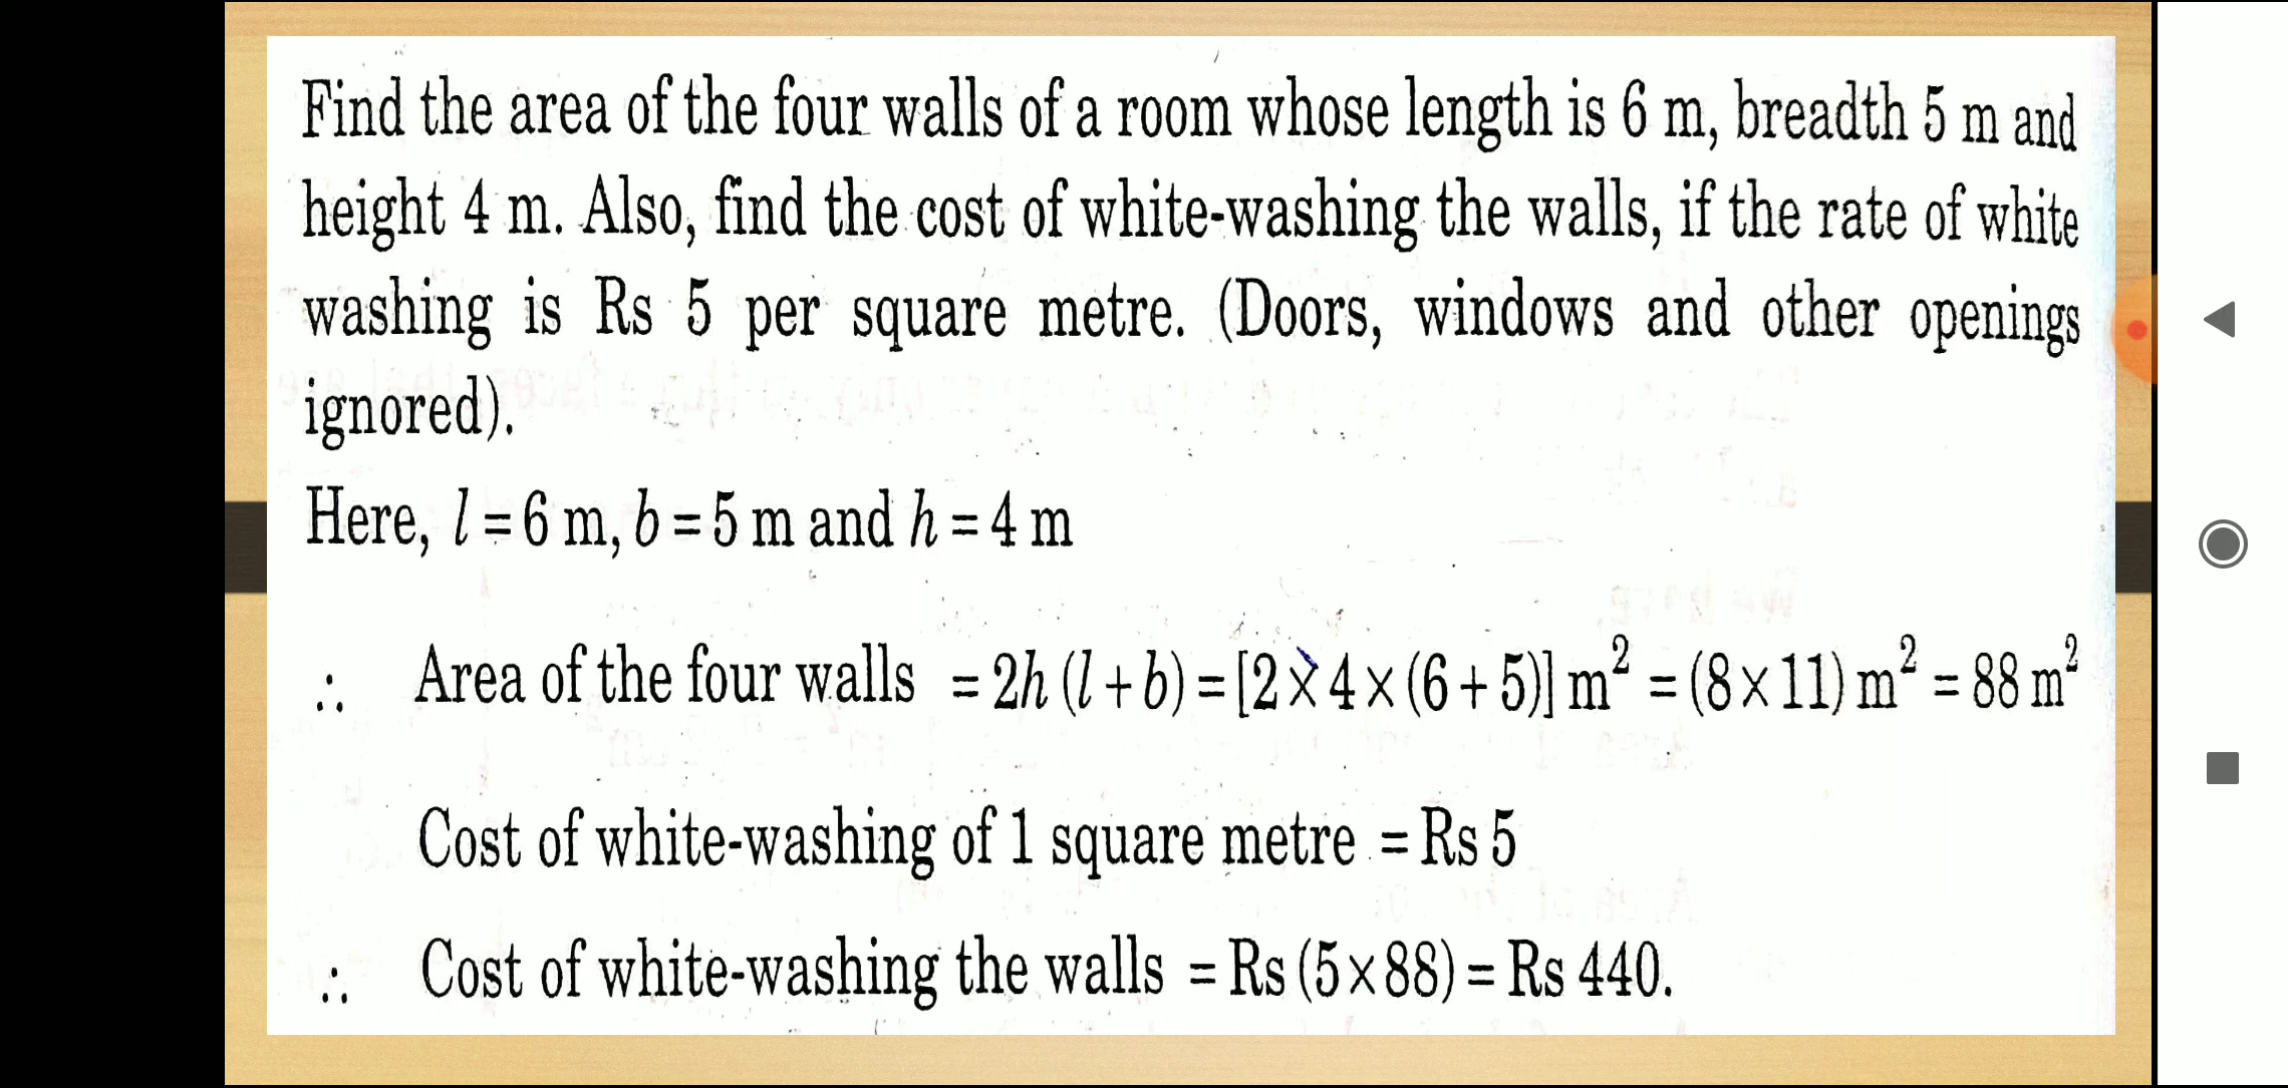 Find the area of the four walls of a room whose length is 6 m, breadth 5 m and
height 4 m. Also, find the cost of white-washing the walls, if the rate of white
washing is Rs 5 per square metre. (Doors, windows and other openings
ignored).
Here, l = 6 m, b = 5 m and h = 4 m
∴ Area of the four walls = 2h (l + b) = [2 × 4 × (6 + 5)] m² = (8 × 11) m² = 88 m²
Cost of white-washing of 1 square metre = Rs 5
∴ Cost of white-washing the walls = Rs (5 × 88) = Rs 440.